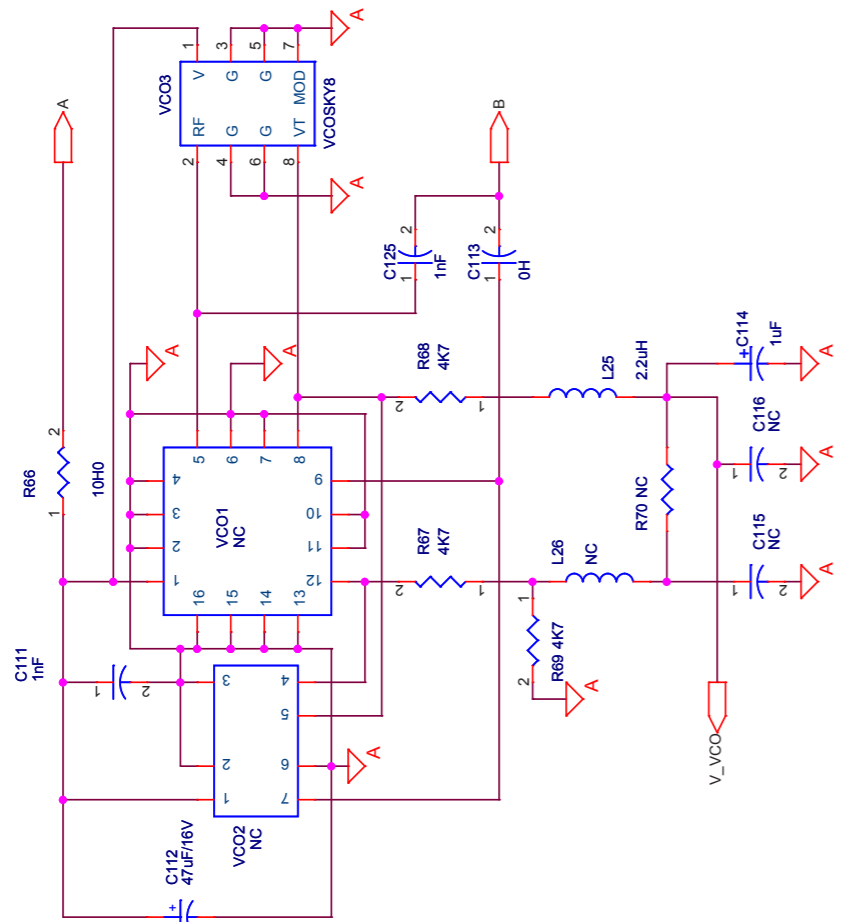 A
R66
10H0
1
2
C111
1nF
1
2
C112
47uF/16V
+
VCO3
VCOSKY8
1
3
5
7
V
G
G
MOD
RF
G
G
VT
2
4
6
8
A
A
B
C125
1nF
1
2
C113
0H
1
2
A
A
VCO1
NC
5
6
7
8
4
3
2
1
9
10
11
12
16
15
14
13
R68
4K7
2
1
L25
2.2uH
C114
1uF
+
A
C116
NC
1
2
A
R70 NC
C115
NC
1
2
A
R67
4K7
2
1
L26
NC
R69 4K7
1
2
A
VCO2
NC
3
2
1
4
5
6
7
A
V_VCO